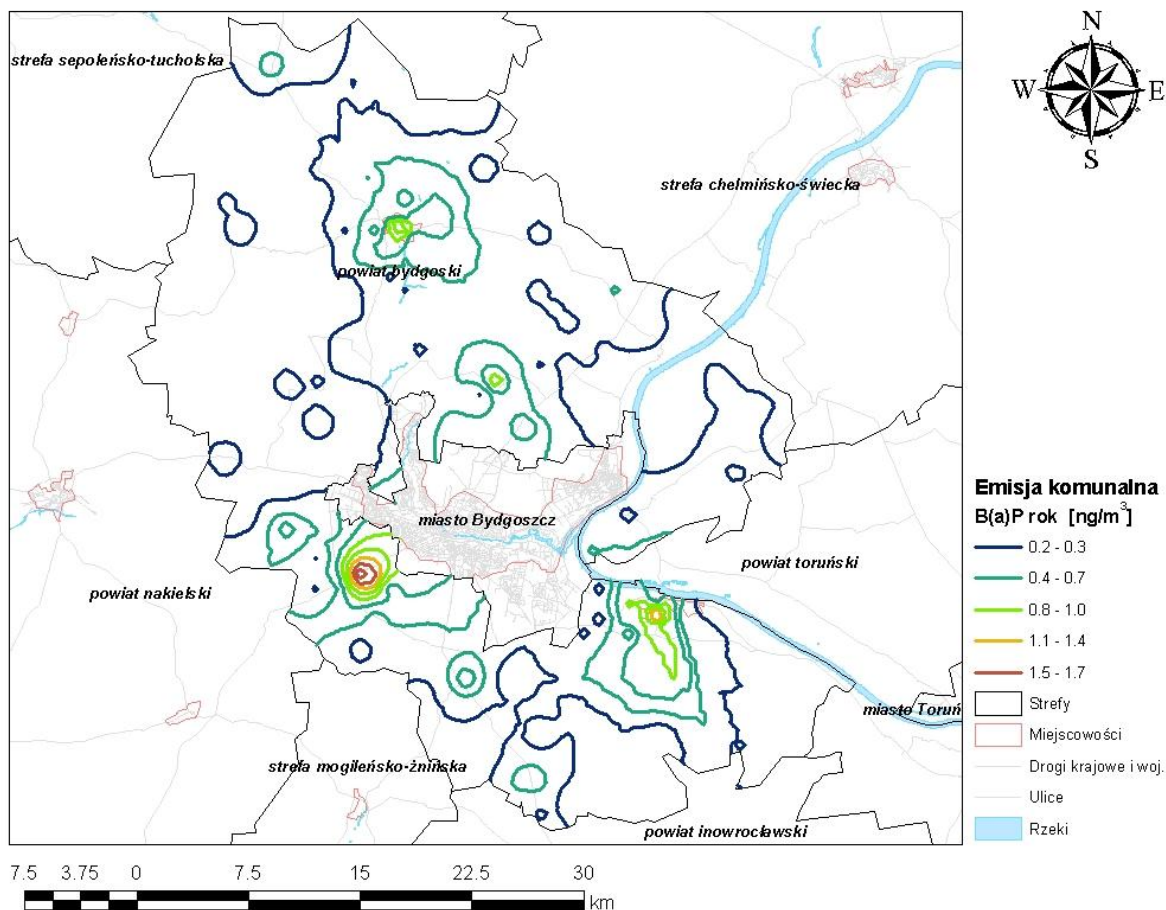 N
W E
S
strefa sepoleńsko-tucholska
strefa chełmińsko-świecka
powiat bydgoski
miasto Bydgoszcz
powiat toruński
powiat nakielski
miasto Toruń
strefa mogileńsko-żnińska
powiat inowrocławski
Emisja komunalna
B(a)P rok [ng/m³]
0.2 - 0.3
0.4 - 0.7
0.8 - 1.0
1.1 - 1.4
1.5 - 1.7
Strefy
Miejscowości
Drogi krajowe i woj.
Ulice
Rzeki
7.5 3.75 0 7.5 15 22.5 30
km